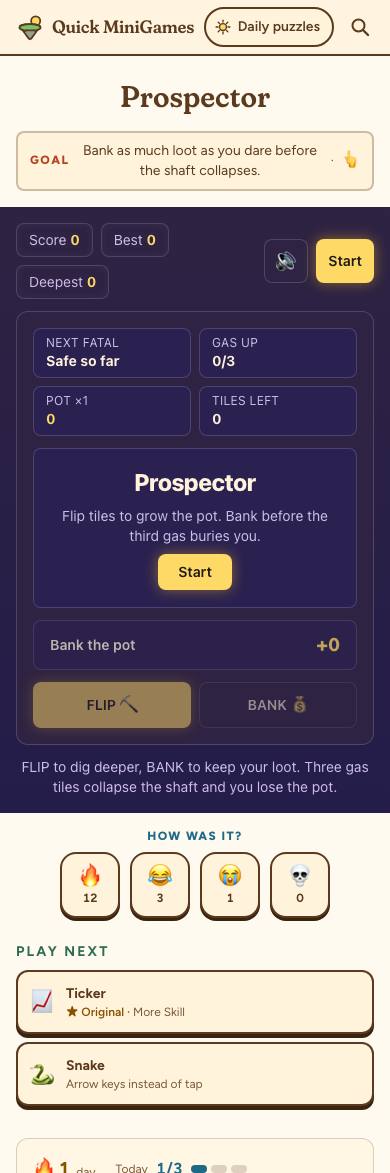 Quick MiniGames
Daily puzzles
Prospector
GOAL
Bank as much loot as you dare before
the shaft collapses.
·
Score 0
Best 0
Start
Deepest 0
NEXT FATAL
Safe so far
GAS UP
0/3
POT ×1
0
TILES LEFT
0
Prospector
Flip tiles to grow the pot. Bank before the
third gas buries you.
Start
Bank the pot
+0
FLIP
BANK
FLIP to dig deeper, BANK to keep your loot. Three gas
tiles collapse the shaft and you lose the pot.
HOW WAS IT?
12
3
1
0
PLAY NEXT
Ticker
★ Original · More Skill
Snake
Arrow keys instead of tap
1 day
Today 1/3